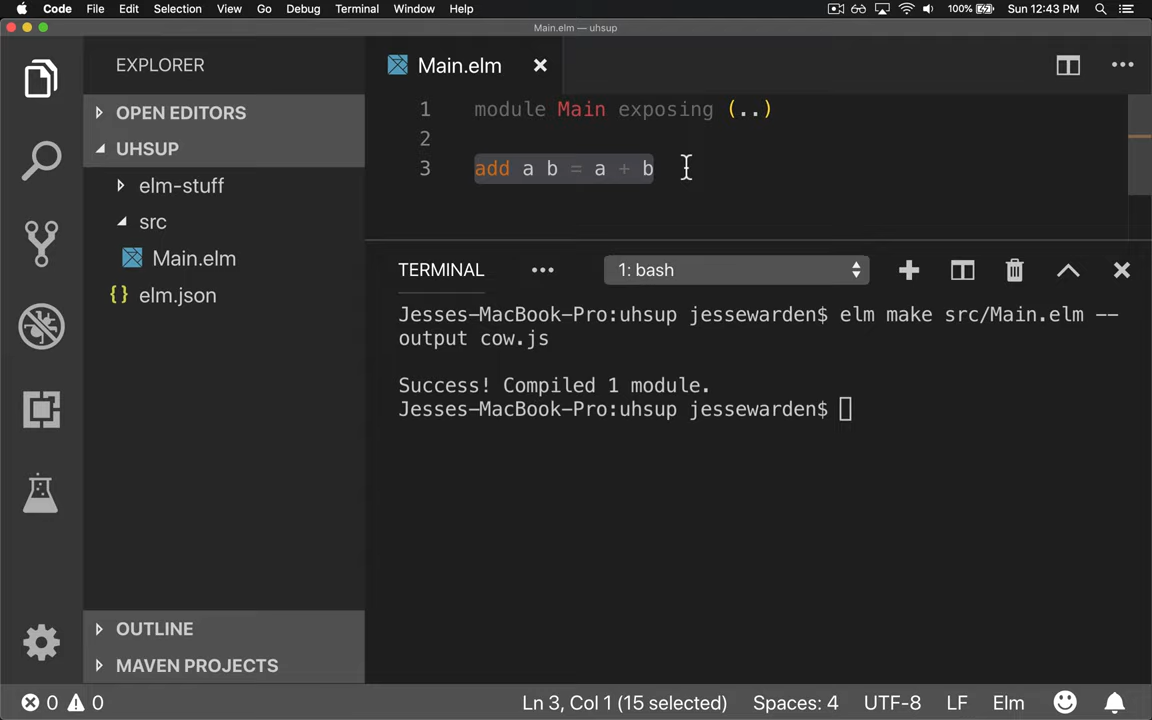 Code File Edit Selection View Go Debug Terminal Window Help 100% Sun 12:43 PM
Main.elm — uhsup
EXPLORER
OPEN EDITORS
UHSUP
elm-stuff
src
Main.elm
{} elm.json
OUTLINE
MAVEN PROJECTS
Main.elm
1 module Main exposing (..)
2
3 add a b = a + b
TERMINAL ••• 1: bash
Jesses-MacBook-Pro:uhsup jessewarden$ elm make src/Main.elm --
output cow.js
Success! Compiled 1 module.
Jesses-MacBook-Pro:uhsup jessewarden$
0 0 Ln 3, Col 1 (15 selected) Spaces: 4 UTF-8 LF Elm